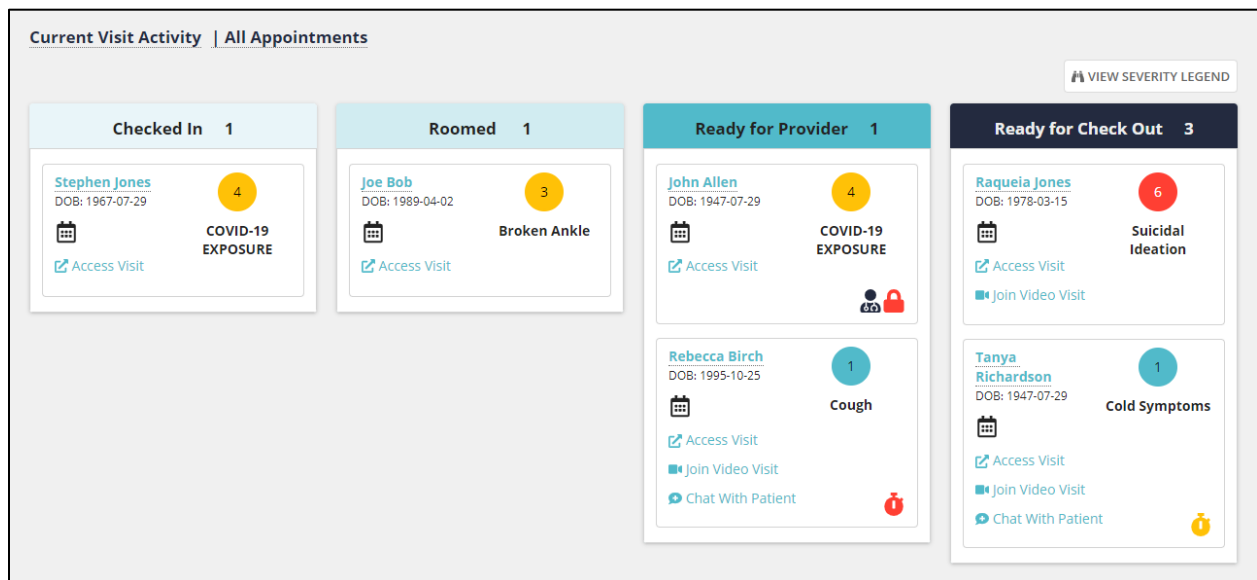 Current Visit Activity | All Appointments
VIEW SEVERITY LEGEND
Checked In 1
Stephen Jones
DOB: 1967-07-29
4
COVID-19
EXPOSURE
Access Visit
Roomed 1
Joe Bob
DOB: 1989-04-02
3
Broken Ankle
Access Visit
Ready for Provider 1
John Allen
DOB: 1947-07-29
4
COVID-19
EXPOSURE
Access Visit
Rebecca Birch
DOB: 1995-10-25
1
Cough
Access Visit
Join Video Visit
Chat With Patient
Ready for Check Out 3
Raqueia Jones
DOB: 1978-03-15
6
Suicidal
Ideation
Access Visit
Join Video Visit
Tanya
Richardson
DOB: 1947-07-29
1
Cold Symptoms
Access Visit
Join Video Visit
Chat With Patient